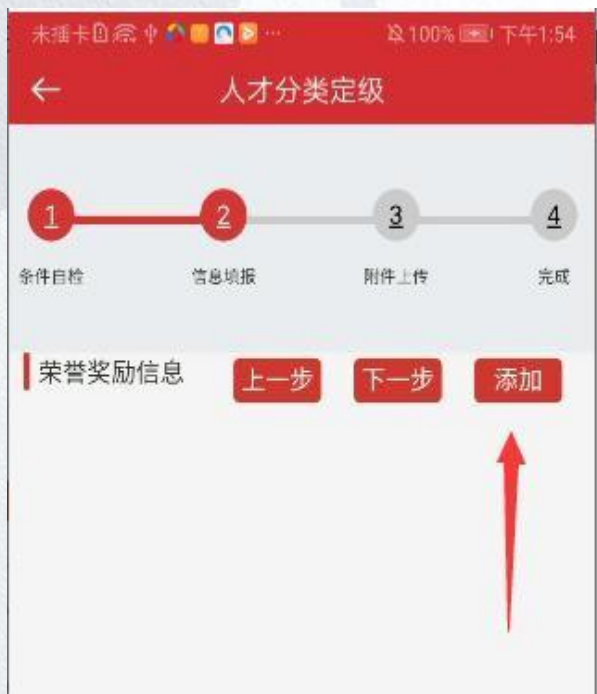 未插卡 100% 下午1:54
人才分类定级
1 2 3 4
条件自检 信息填报 附件上传 完成
荣誉奖励信息 上一步 下一步 添加